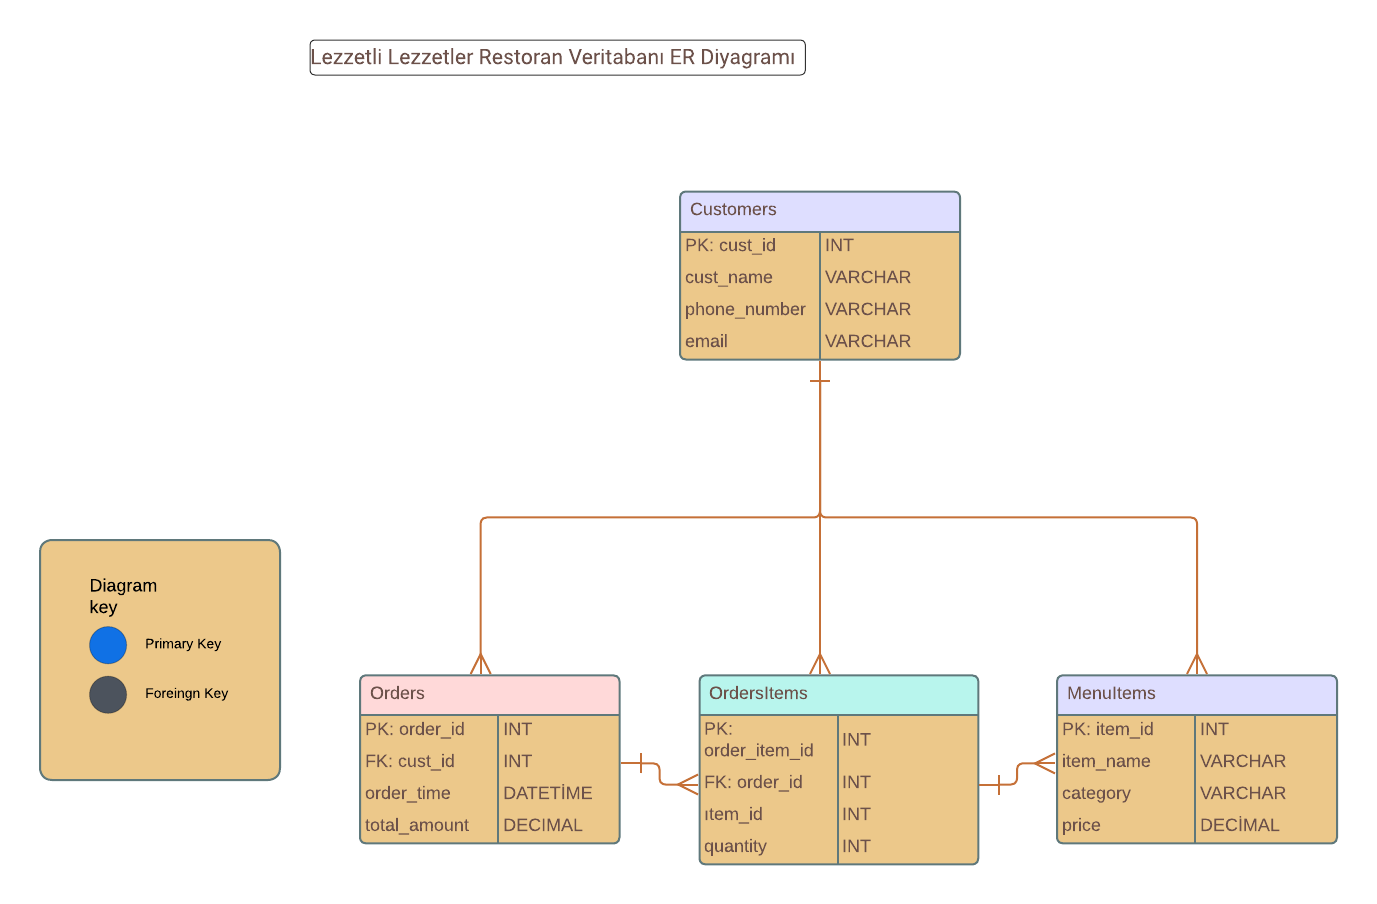 Lezzetli Lezzetler Restoran Veritabanı ER Diyagramı
Customers
PK: cust_id INT
cust_name VARCHAR
phone_number VARCHAR
email VARCHAR
Diagram
key
Primary Key
Foreingn Key
Orders
PK: order_id INT
FK: cust_id INT
order_time DATETİME
total_amount DECIMAL
OrdersItems
PK:
order_item_id INT
FK: order_id INT
ıtem_id INT
quantity INT
MenuItems
PK: item_id INT
item_name VARCHAR
category VARCHAR
price DECİMAL